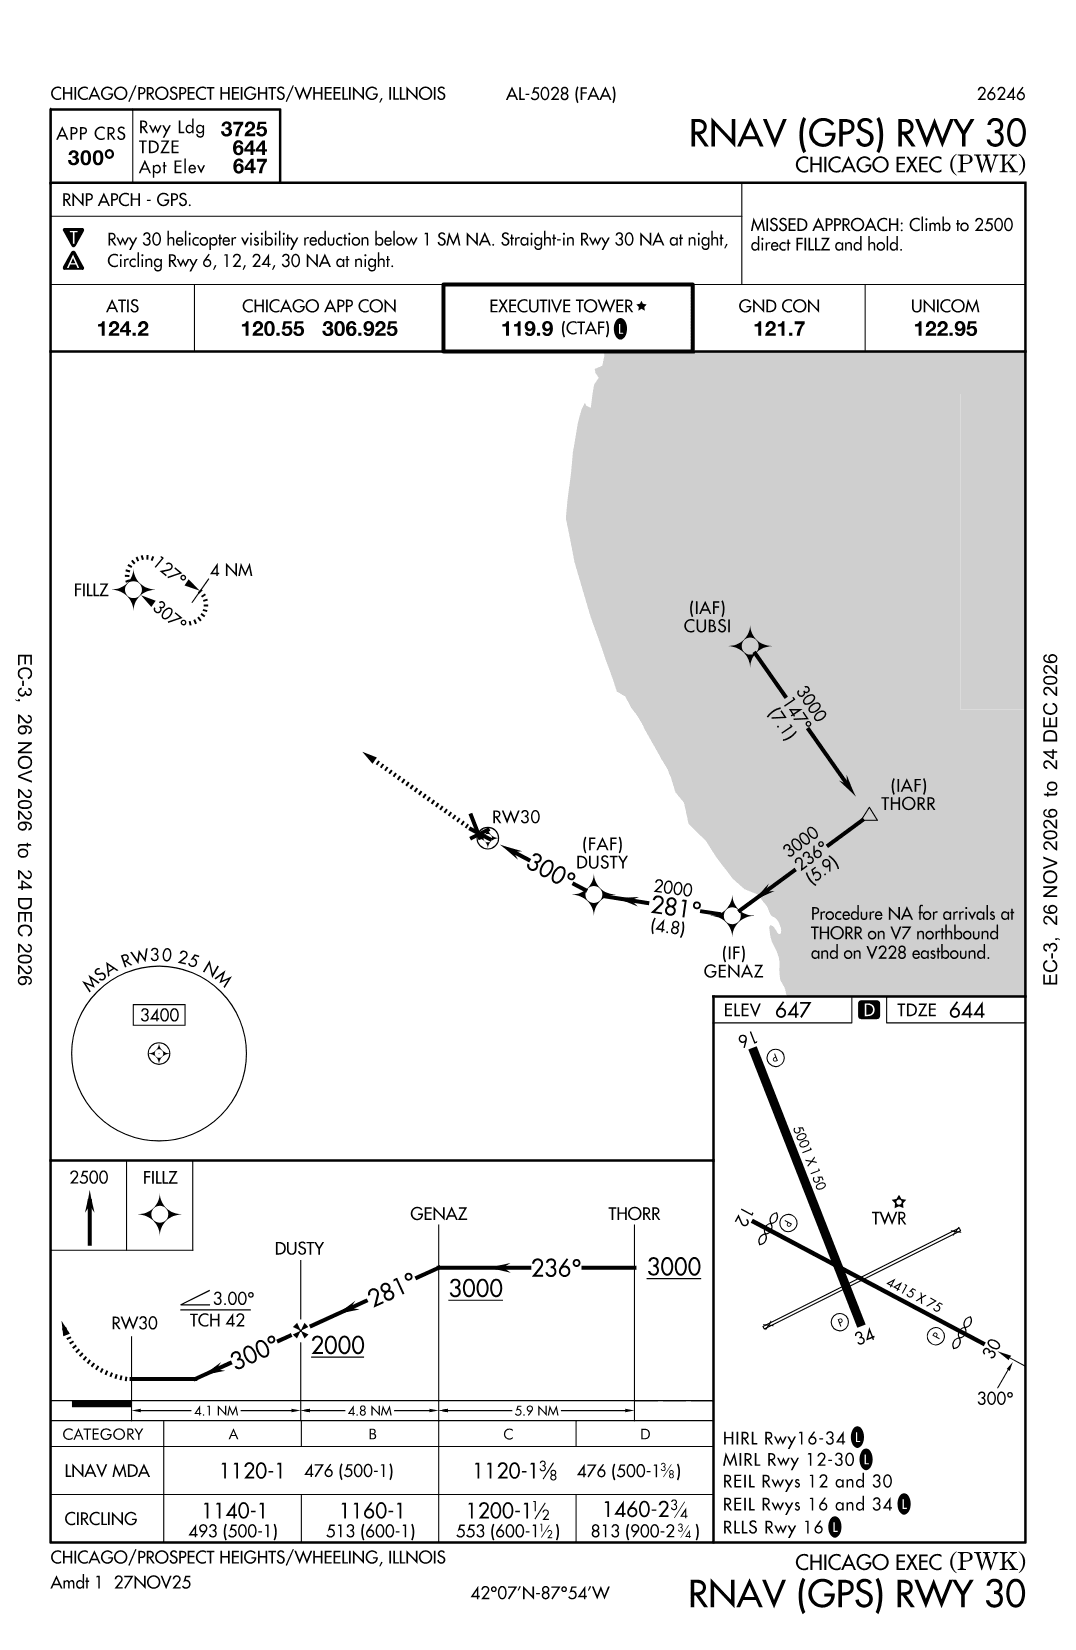 CHICAGO/PROSPECT HEIGHTS/WHEELING, ILLINOIS AL-5028 (FAA) 26246
APP CRS
300°
Rwy Ldg 3725
TDZE 644
Apt Elev 647
RNAV (GPS) RWY 30
CHICAGO EXEC (PWK)
RNP APCH - GPS.
T
A
Rwy 30 helicopter visibility reduction below 1 SM NA. Straight-in Rwy 30 NA at night,
Circling Rwy 6, 12, 24, 30 NA at night.
MISSED APPROACH: Climb to 2500
direct FILLZ and hold.
ATIS
124.2
CHICAGO APP CON
120.55 306.925
EXECUTIVE TOWER★
119.9 (CTAF) L
GND CON
121.7
UNICOM
122.95
FILLZ
127°
307°
4 NM
(IAF)
CUBSI
3000
147°
(7.1)
(IAF)
THORR
3000
236°
(5.9)
RW30
(FAF)
DUSTY
300°
2000
281°
(4.8)
(IF)
GENAZ
Procedure NA for arrivals at
THORR on V7 northbound
and on V228 eastbound.
MSA RW30 25 NM
3400
ELEV 647 D TDZE 644
16
P
5001 X 150
12
P
TWR
4415 X 75
P
34
P
30
300°
HIRL Rwy16-34 L
MIRL Rwy 12-30 L
REIL Rwys 12 and 30
REIL Rwys 16 and 34 L
RLLS Rwy 16 L
2500
FILLZ
GENAZ
THORR
DUSTY
RW30
3.00°
TCH 42
300°
2000
281°
3000
236°
3000
4.1 NM 4.8 NM 5.9 NM
CATEGORY A B C D
LNAV MDA 1120-1 476 (500-1) 1120-1⅜ 476 (500-1⅜)
CIRCLING
1140-1
493 (500-1)
1160-1
513 (600-1)
1200-1½
553 (600-1½)
1460-2¾
813 (900-2¾)
CHICAGO/PROSPECT HEIGHTS/WHEELING, ILLINOIS
Amdt 1 27NOV25
42°07'N-87°54'W
CHICAGO EXEC (PWK)
RNAV (GPS) RWY 30
EC-3, 26 NOV 2026 to 24 DEC 2026
EC-3, 26 NOV 2026 to 24 DEC 2026